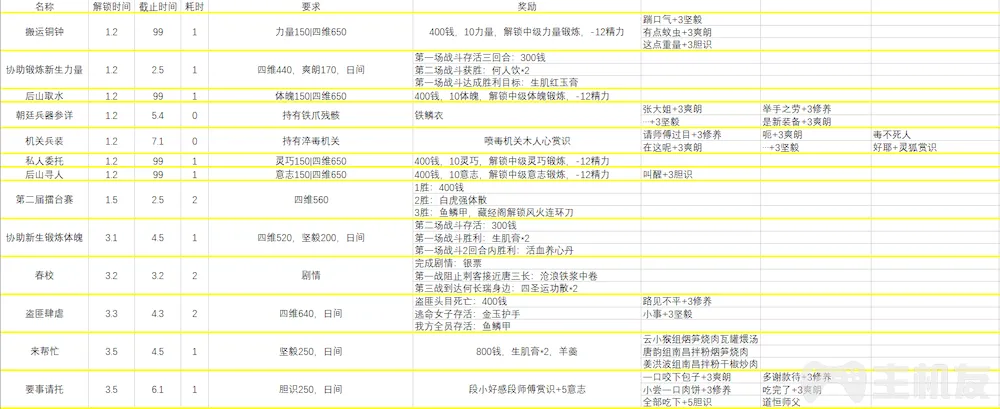 名称 解锁时间 截止时间 耗时 要求 奖励
搬运铜钟 1.2 99 1 力量150|四维650 400钱，10力量，解锁中级力量锻炼，-12精力 踹口气+3坚毅
有点蚊虫+3爽朗
这点重量+3胆识
协助锻炼新生力量 1.2 2.5 1 四维440，爽朗170，日间 第一场战斗存活三回合：300钱
第二场战斗获胜：何人饮*2
第一场战斗达成胜利目标：生肌红玉膏
后山取水 1.2 99 1 体魄150|四维650 400钱，10体魄，解锁中级体魄锻炼，-12精力
朝廷兵器参详 1.2 5.4 0 持有铁爪残骸 铁鳞衣 张大姐+3爽朗 举手之劳+3修养
┄+3坚毅 是新装备+3爽朗
机关兵装 1.2 7.1 0 持有淬毒机关 喷毒机关木人心赏识 请师傅过目+3修养 呃+3爽朗 毒不死人
在这呢+3爽朗 ┄+3坚毅 好耶+灵狐赏识
私人委托 1.2 99 1 灵巧150|四维650 400钱，10灵巧，解锁中级灵巧锻炼，-12精力
后山寻人 1.2 99 1 意志150|四维650 400钱，10意志，解锁中级意志锻炼，-12精力 叫醒+3胆识
第二届擂台赛 1.5 2.5 2 四维560 1胜：400钱
2胜：白虎强体散
3胜：鱼鳞甲，藏经阁解锁风火连环刀
协助新生锻炼体魄 3.1 4.5 1 四维520，坚毅200，日间 第二场战斗存活：300钱
第一场战斗胜利：生肌膏*2
第一场战斗2回合内胜利：活血养心丹
春校 3.2 3.2 2 剧情 完成剧情：银票
第一战阻止刺客接近唐三长：沧浪铁浆中卷
第三战到达何长瑞身边：四圣运功散*2
盗匪肆虐 3.3 4.3 2 四维640，日间 盗匪头目死亡：400钱 路见不平+3修养
逃命女子存活：金玉护手 小事+3坚毅
我方全员存活：鱼鳞甲
来帮忙 3.5 4.5 1 坚毅250，日间 800钱，生肌膏*2，羊羹 云小猴组烟笋烧肉瓦罐煨汤
唐韵组南昌拌粉烟笋烧肉
姜洪波组南昌拌粉干椒炒肉
要事请托 3.5 6.1 1 胆识250，日间 段小好感段师傅赏识+5意志 一口咬下包子+3爽朗 多谢款待+3修养
小尝一口肉饼+3修养 吃完了+3爽朗
全部吃下+5胆识 道恒师父
主机友